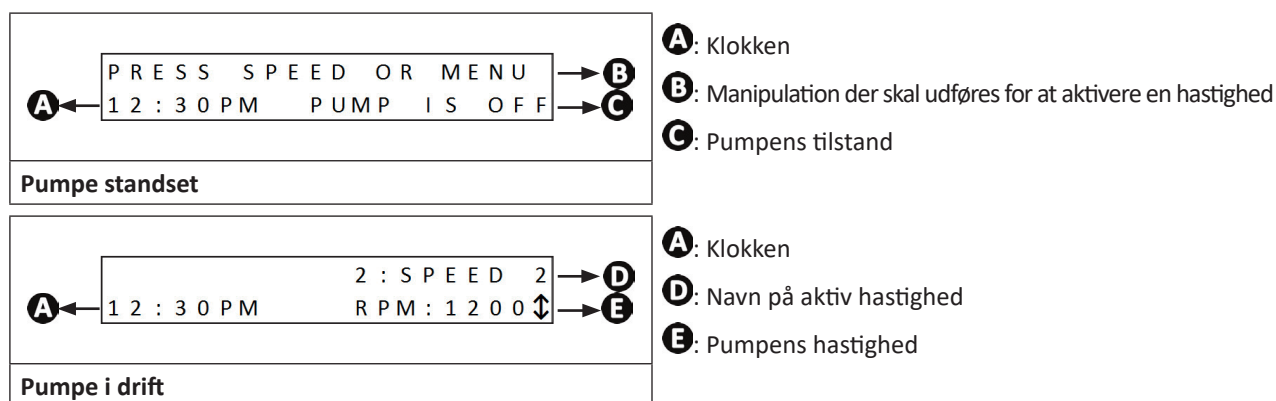 PRESS SPEED OR MENU
B
A
12:30PM PUMP IS OFF
C
Pumpe standset
A: Klokken
B: Manipulation der skal udføres for at aktivere en hastighed
C: Pumpens tilstand
2:SPEED 2
D
A
12:30PM RPM:1200↕
E
Pumpe i drift
A: Klokken
D: Navn på aktiv hastighed
E: Pumpens hastighed